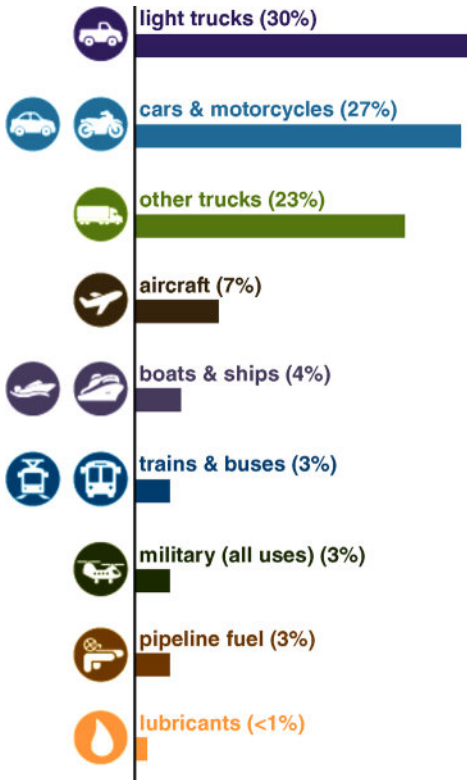 light trucks (30%)
cars & motorcycles (27%)
other trucks (23%)
aircraft (7%)
boats & ships (4%)
trains & buses (3%)
military (all uses) (3%)
pipeline fuel (3%)
lubricants (<1%)